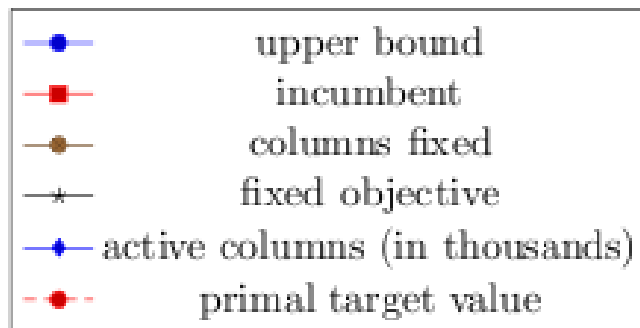 upper bound
incumbent
columns fixed
fixed objective
active columns (in thousands)
primal target value